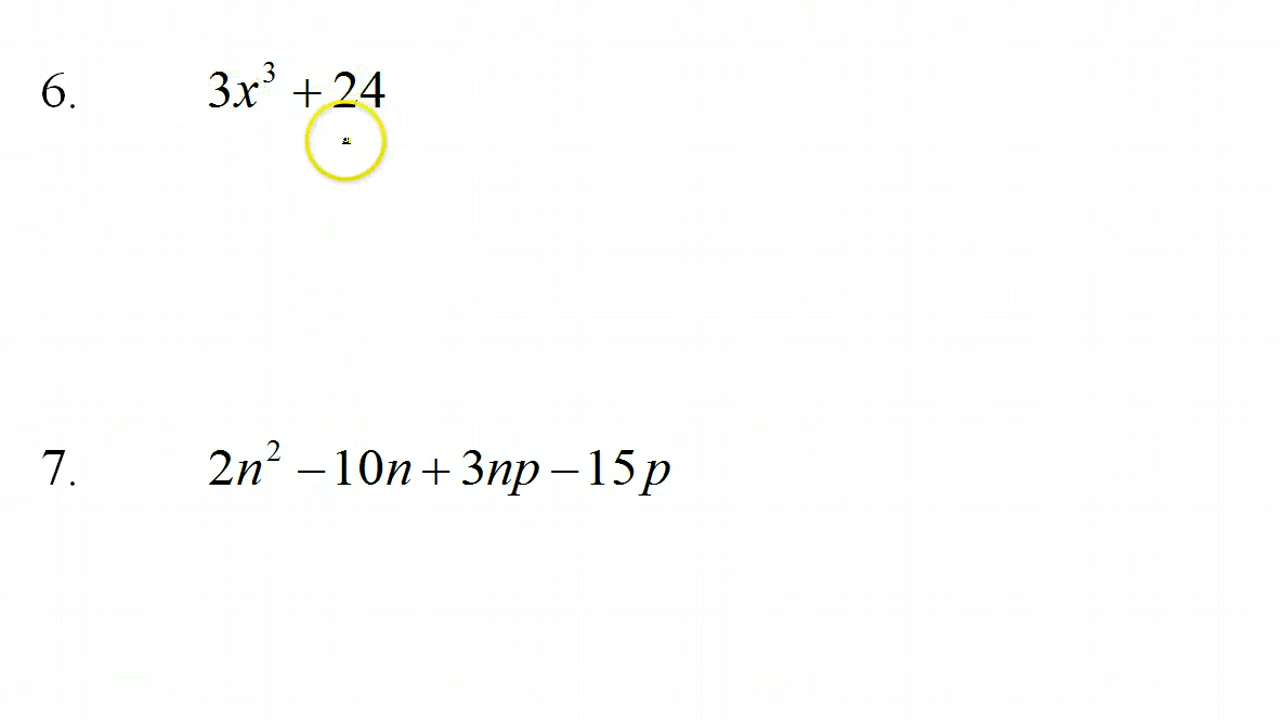 6. 3x³ + 24
7. 2n² − 10n + 3np − 15p